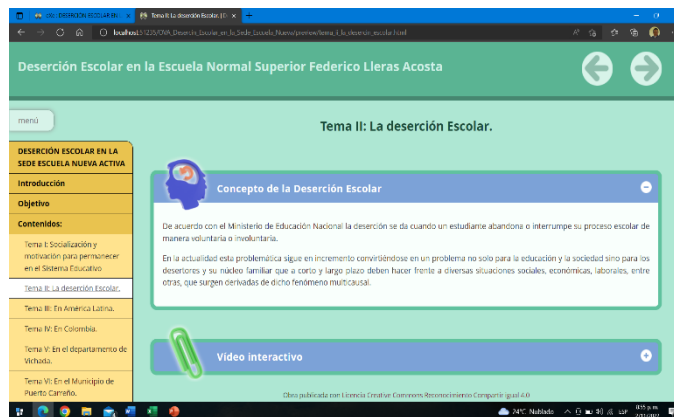 Tema II: La deserción Escolar. | D
localhost:51235/OVA_Desercin_Escolar_en_la_Sede_Escuela_Nueva/preview/tema_ii_la_desercin_escolar.html
Deserción Escolar en la Escuela Normal Superior Federico Lleras Acosta
menú
Tema II: La deserción Escolar.
DESERCIÓN ESCOLAR EN LA
SEDE ESCUELA NUEVA ACTIVA
Introducción
Objetivo
Contenidos:
Tema I: Socialización y
motivación para permanecer
en el Sistema Educativo
Tema II: La deserción Escolar.
Tema III: En América Latina.
Tema IV: En Colombia.
Tema V: En el departamento de
Vichada.
Tema VI: En el Municipio de
Puerto Carreño.
Concepto de la Deserción Escolar
De acuerdo con el Ministerio de Educación Nacional la deserción se da cuando un estudiante abandona o interrumpe su proceso escolar de
manera voluntaria o involuntaria.
En la actualidad esta problemática sigue en incremento convirtiéndose en un problema no solo para la educación y la sociedad sino para los
desertores y su núcleo familiar que a corto y largo plazo deben hacer frente a diversas situaciones sociales, económicas, laborales, entre
otras, que surgen derivadas de dicho fenómeno multicausal.
Vídeo interactivo
Obra publicada con Licencia Creative Commons Reconocimiento Compartir igual 4.0
24°C Nublado
ESP